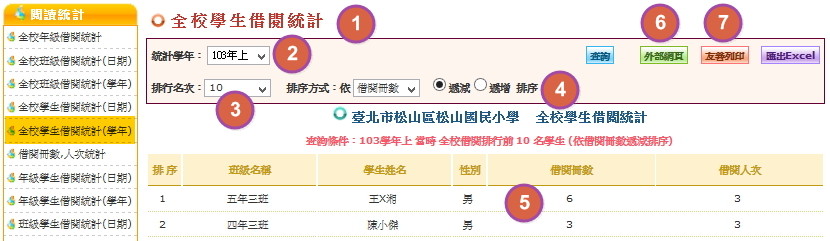 閱讀統計
全校年級借閱統計
全校班級借閱統計(日期)
全校班級借閱統計(學年)
全校學生借閱統計(日期)
全校學生借閱統計(學年)
借閱冊數,人次統計
年級學生借閱統計(日期)
年級學生借閱統計(學年)
班級學生借閱統計(日期)
全校學生借閱統計 1
6 7
統計學年： 103年上 2 查詢 外部網頁 友善列印 匯出Excel
排行名次： 10 排序方式：依 借閱冊數 遞減 遞增 排序 4
3
臺北市松山區松山國民小學 全校學生借閱統計
查詢條件：103學年上 當時 全校借閱排行前 10 名學生 (依借閱冊數遞減排序)
排 序 班級名稱 學生姓名 性別 借閱冊數 借閱人次
1 五年三班 王X湘 男 5 6 3
2 四年三班 陳小傑 男 3 3